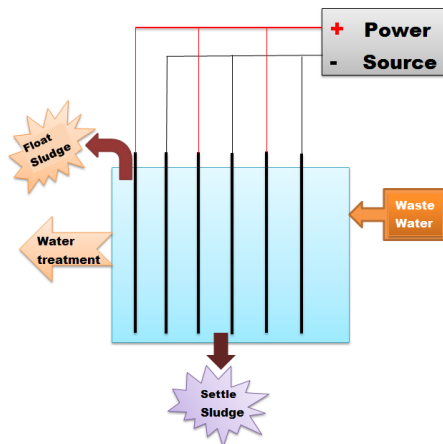 + Power
- Source
Float
Sludge
Waste
Water
Water
treatment
Settle
Sludge